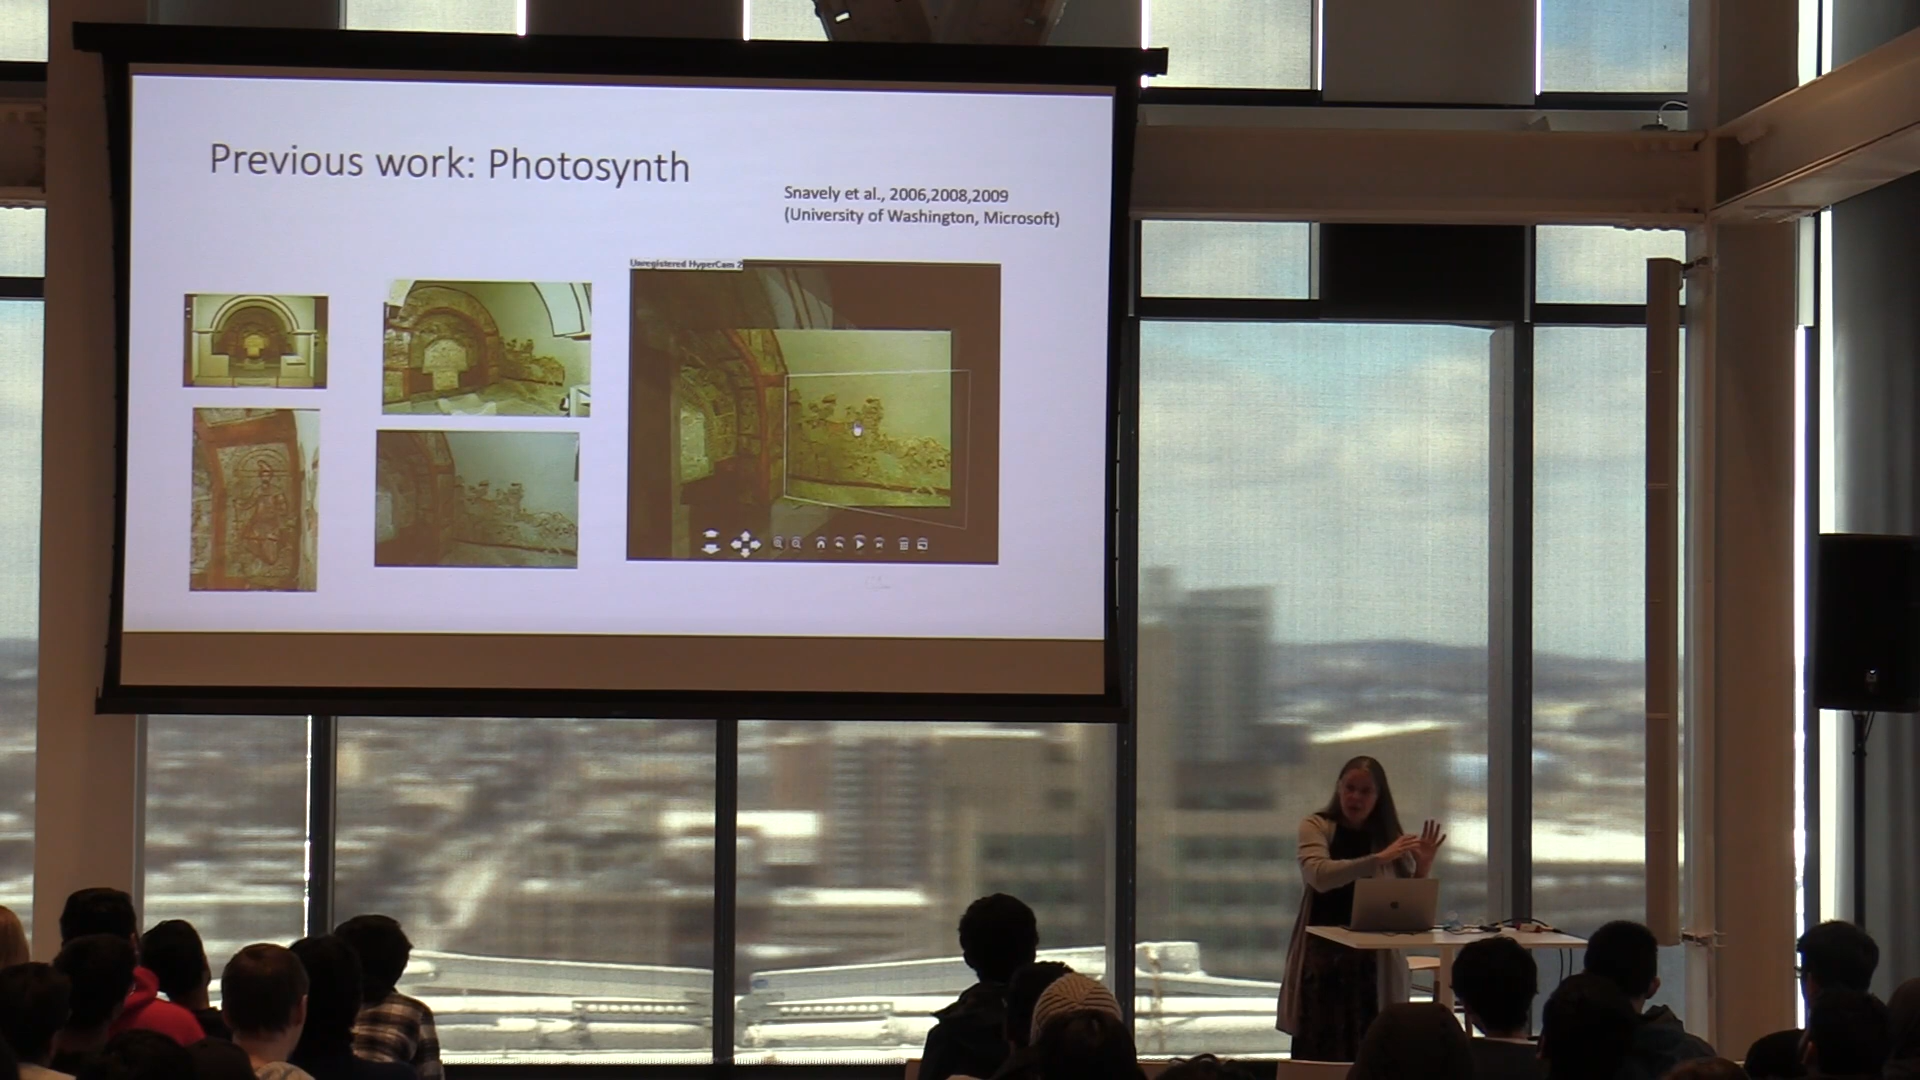 Previous work: Photosynth
Snavely et al., 2006,2008,2009
(University of Washington, Microsoft)
Unregistered HyperCam 2